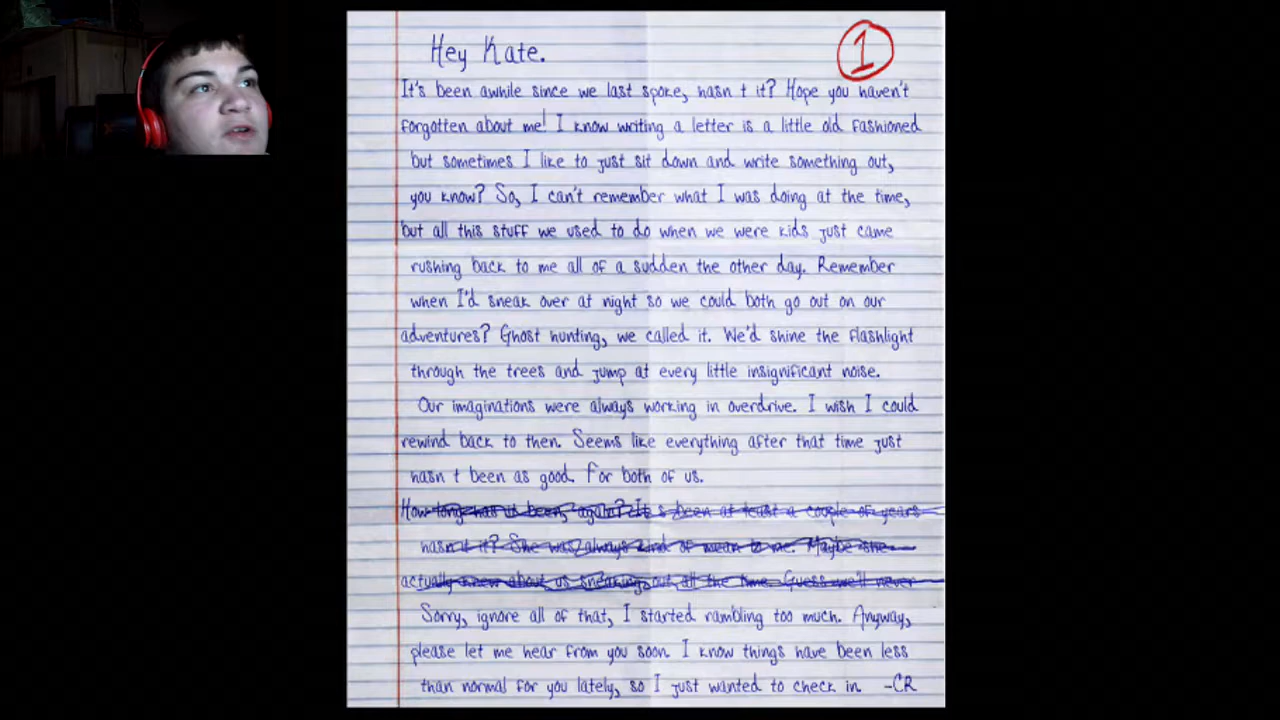 Hey Kate.
1
It's been awhile since we last spoke, hasn t it? Hope you haven't
forgotten about me! I know writing a letter is a little old fashioned
but sometimes I like to just sit down and write something out,
you know? So, I can't remember what I was doing at the time,
but all this stuff we used to do when we were kids just came
rushing back to me all of a sudden the other day. Remember
when I'd sneak over at night so we could both go out on our
adventures? Ghost hunting, we called it. We'd shine the flashlight
through the trees and jump at every little insignificant noise.
Our imaginations were always working in overdrive. I wish I could
rewind back to then. Seems like everything after that time just
hasn t been as good. For both of us.
How long has it been, again? It s been at least a couple of years
hasn t it? She was always kind of mean to me. Maybe she
actually knew about us sneaking out all the time. Guess we'll never
Sorry, ignore all of that, I started rambling too much. Anyway,
please let me hear from you soon. I know things have been less
than normal for you lately, so I just wanted to check in. -CR